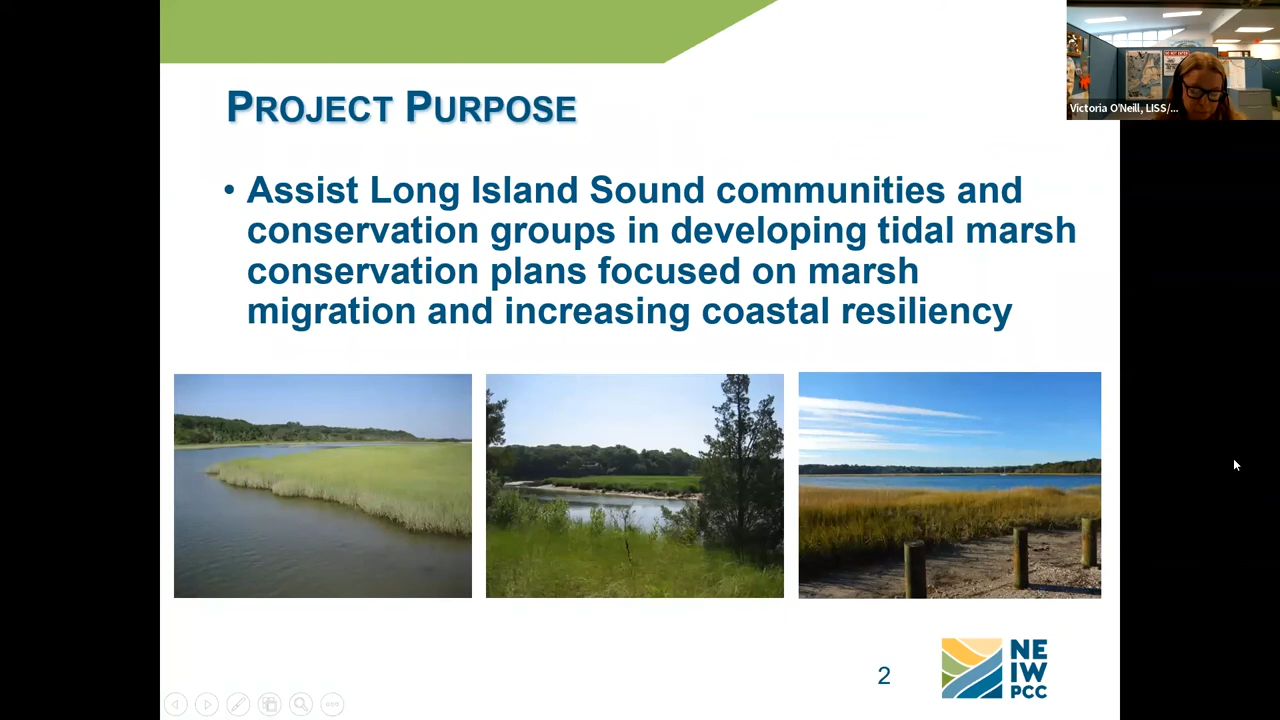 PROJECT PURPOSE
• Assist Long Island Sound communities and
conservation groups in developing tidal marsh
conservation plans focused on marsh
migration and increasing coastal resiliency
Victoria O'Neill, LISS/...
2
NE
IW
PCC